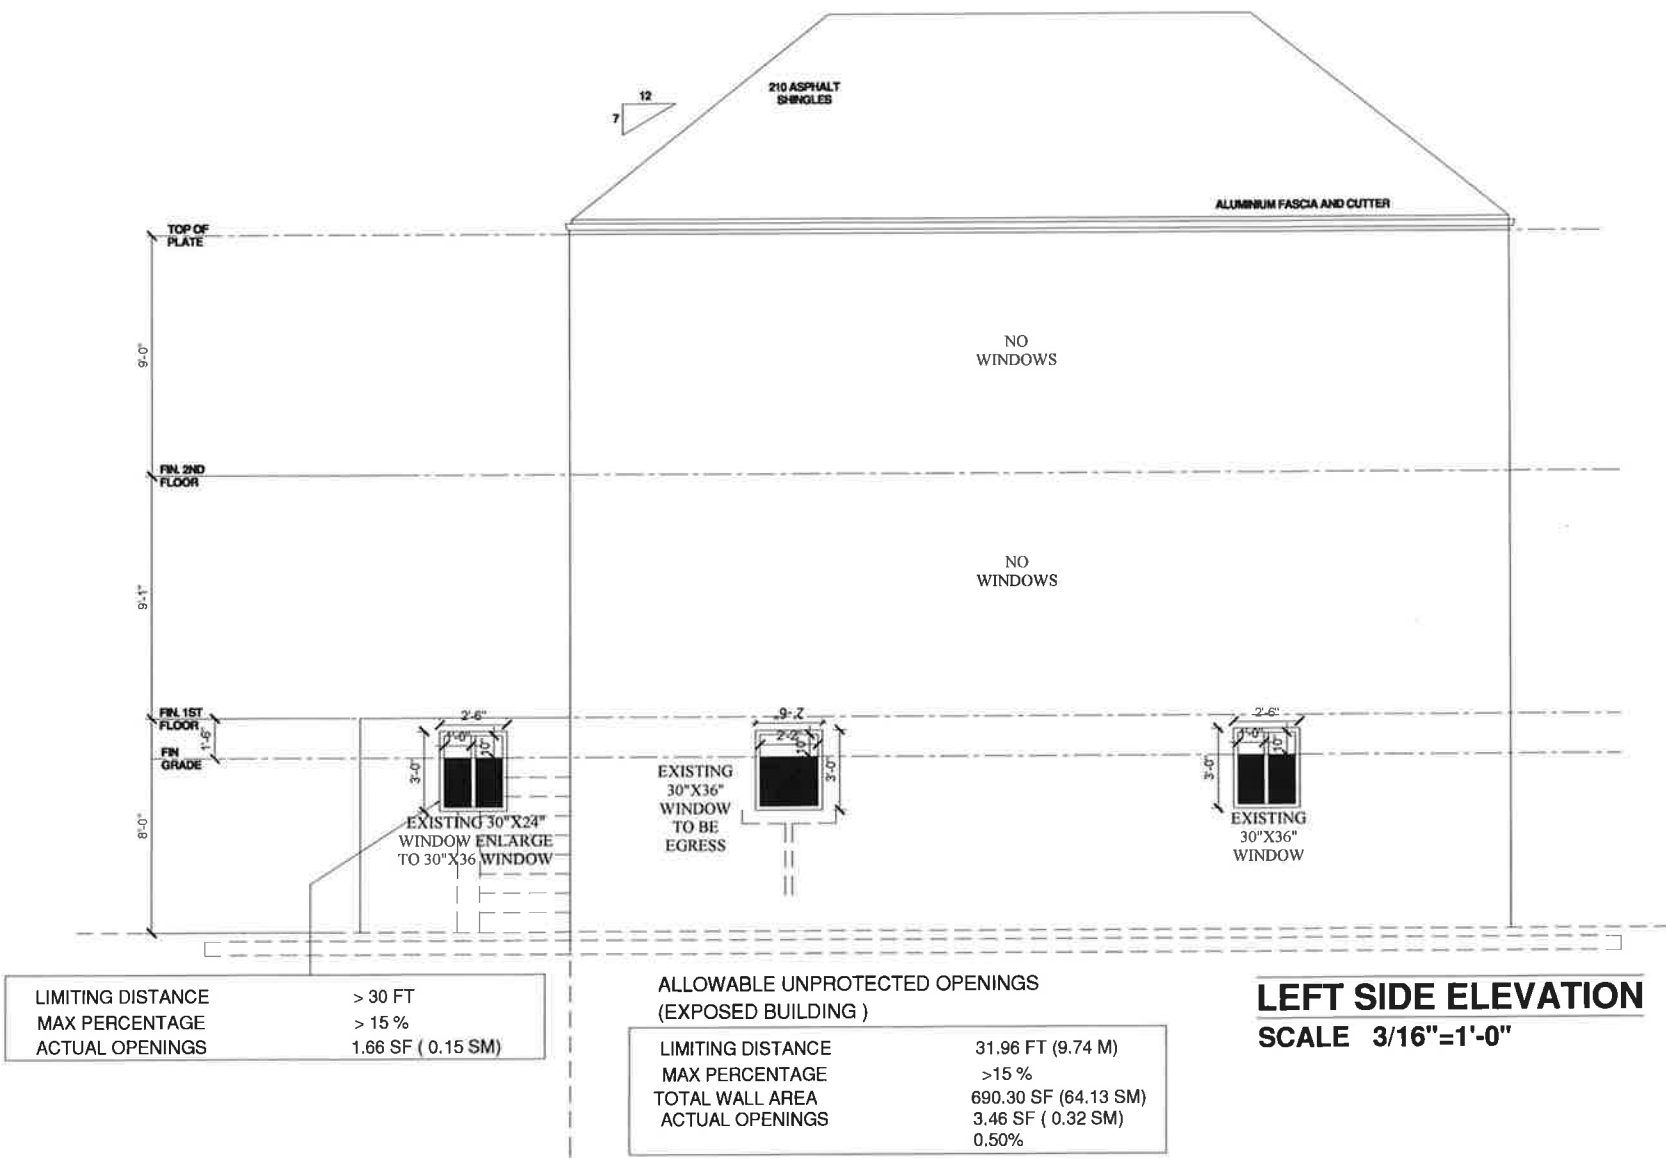 210 ASPHALT
SHINGLES
12
7
ALUMINIUM FASCIA AND CUTTER
TOP OF
PLATE
9'-0"
NO
WINDOWS
FIN. 2ND
FLOOR
9'-1"
NO
WINDOWS
FIN. 1ST
FLOOR
1'-6"
FIN
GRADE
8'-0"
2'-6"
1'-0"
10"
3'-0"
EXISTING 30"X24"
WINDOW ENLARGE
TO 30"X36 WINDOW
2'-6"
2'-2"
10"
3'-0"
EXISTING
30"X36"
WINDOW
TO BE
EGRESS
2'-6"
1'-0"
10"
3'-0"
EXISTING
30"X36"
WINDOW
LIMITING DISTANCE > 30 FT
MAX PERCENTAGE > 15 %
ACTUAL OPENINGS 1.66 SF ( 0.15 SM)
ALLOWABLE UNPROTECTED OPENINGS
(EXPOSED BUILDING )
LIMITING DISTANCE 31.96 FT (9.74 M)
MAX PERCENTAGE >15 %
TOTAL WALL AREA 690.30 SF (64.13 SM)
ACTUAL OPENINGS 3.46 SF ( 0.32 SM)
0.50%
LEFT SIDE ELEVATION
SCALE 3/16"=1'-0"